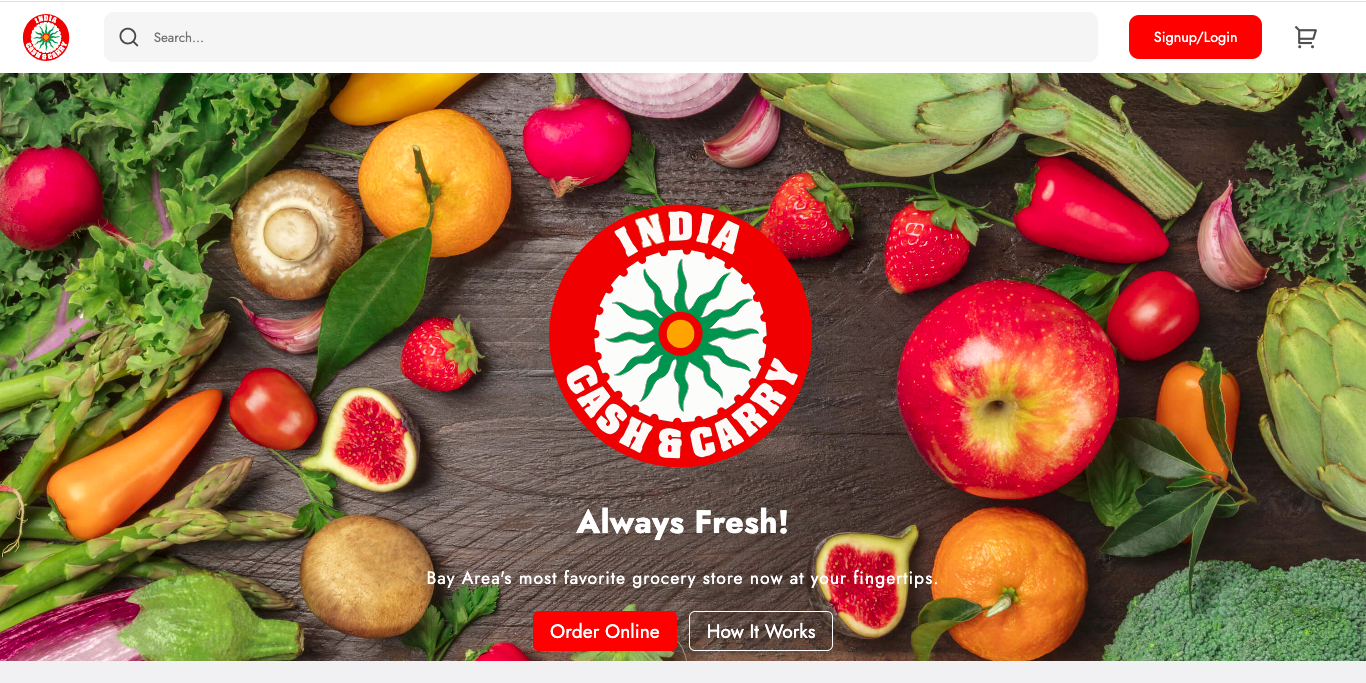 INDIA
CASH & CARRY
Search...
Signup/Login
INDIA
CASH & CARRY
Always Fresh!
Bay Area's most favorite grocery store now at your fingertips.
Order Online
How It Works